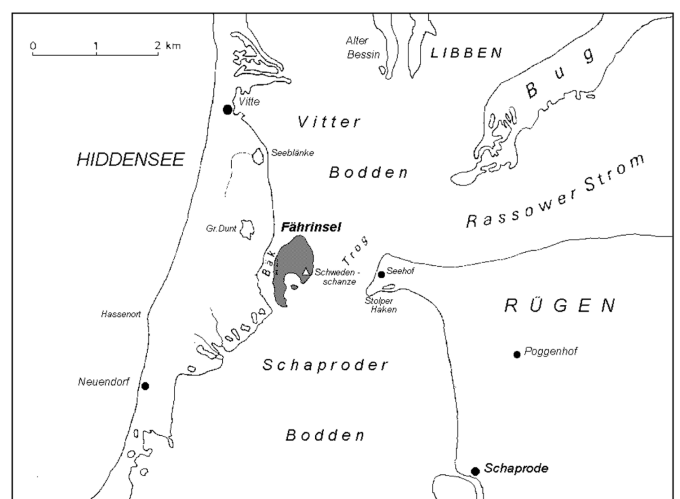 0 1 2 km
Alter
Bessin
LIBBEN
Bug
Vitte
Vitter
HIDDENSEE
Seeblänke
Bodden
Rassower Strom
Gr. Dunt
Fährinsel
Bäk
Trog
Schweden -
schanze
Seehof
Stolper
Haken
RÜGEN
Hassenort
Poggenhof
Schaproder
Neuendorf
Bodden
Schaprode